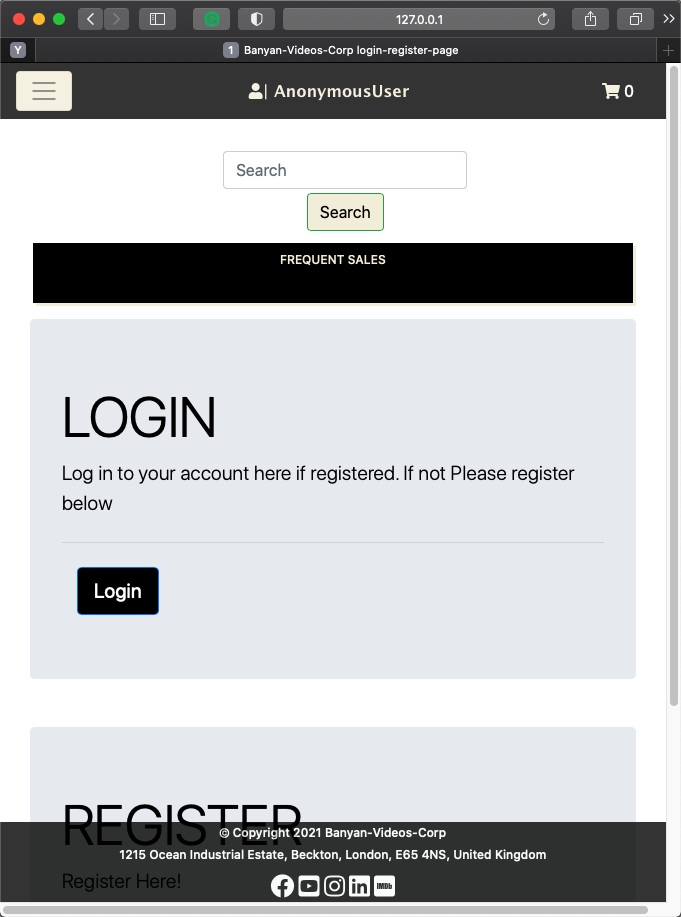 127.0.0.1
Y
1 Banyan-Videos-Corp login-register-page
| AnonymousUser
0
Search
Search
FREQUENT SALES
LOGIN
Log in to your account here if registered. If not Please register
below
Login
REGISTER
© Copyright 2021 Banyan-Videos-Corp
1215 Ocean Industrial Estate, Beckton, London, E65 4NS, United Kingdom
Register Here!
IMDb